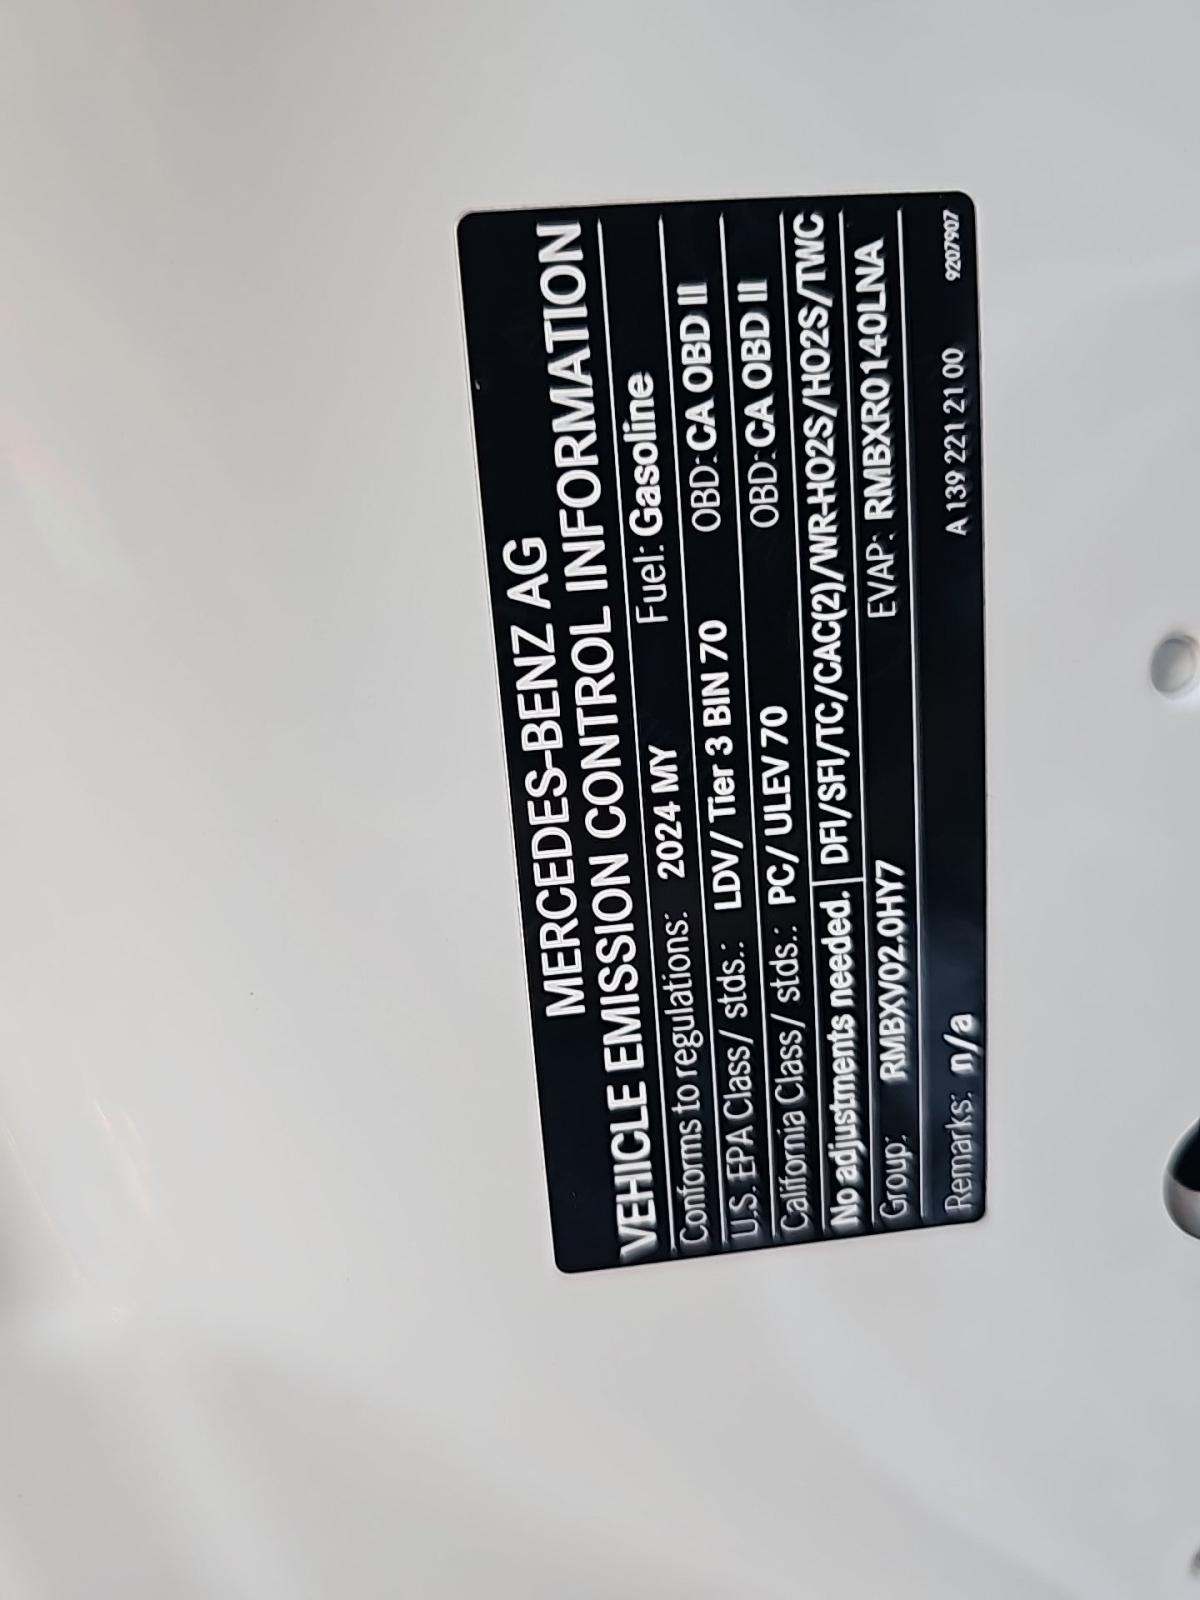 MERCEDES-BENZ AG
VEHICLE EMISSION CONTROL INFORMATION
Conforms to regulations: 2024 MY Fuel: Gasoline
U.S. EPA Class/ stds.: LDV/ Tier 3 BIN 70 OBD: CA OBD II
California Class/ stds.: PC/ ULEV 70 OBD: CA OBD II
No adjustments needed. DFI/SFI/TC/CAC(2)/WR-HO2S/HO2S/TWC
Group: RMBXV02.0HY7 EVAP: RMBXR0140LNA
Remarks: n/a A 139 221 21 00 9207907